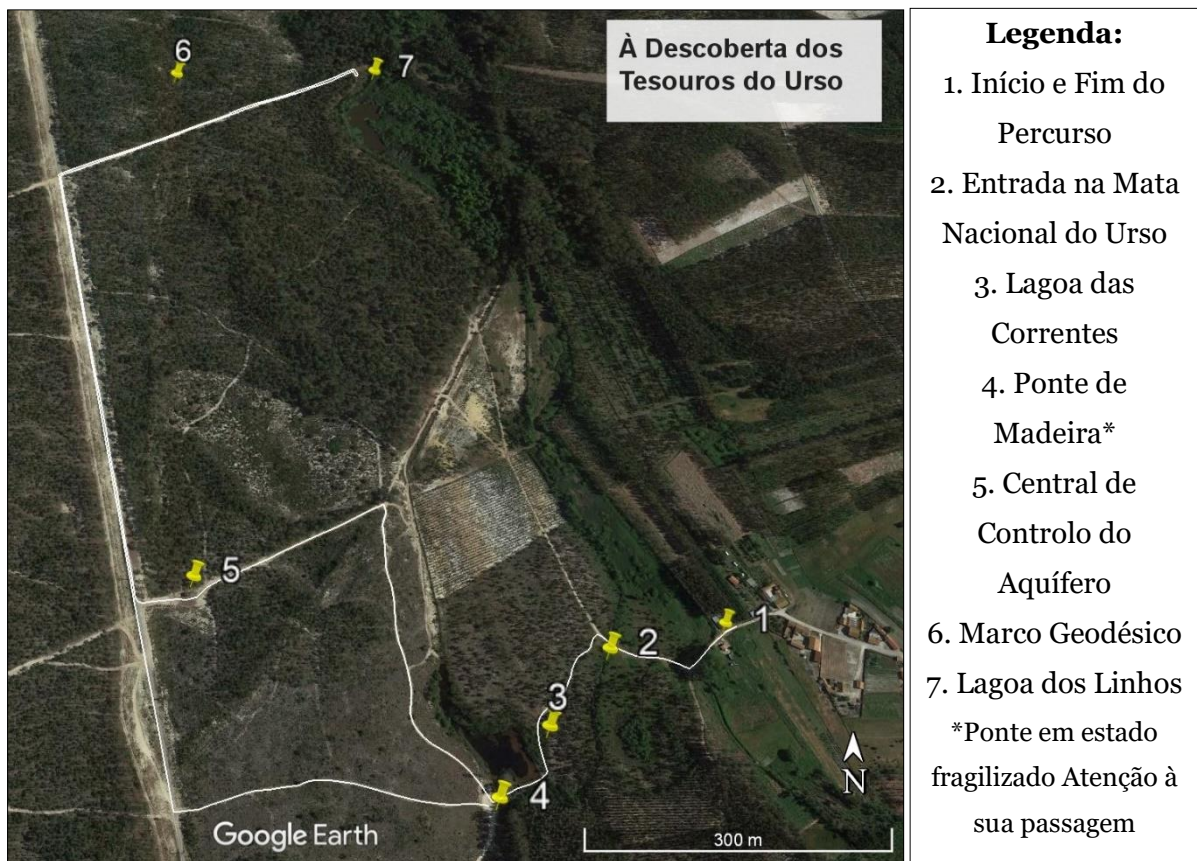 À Descoberta dos
Tesouros do Urso
6
7
5
1
2
3
4
N
Google Earth
300 m
Legenda:
1. Início e Fim do
Percurso
2. Entrada na Mata
Nacional do Urso
3. Lagoa das
Correntes
4. Ponte de
Madeira*
5. Central de
Controlo do
Aquífero
6. Marco Geodésico
7. Lagoa dos Linhos
*Ponte em estado
fragilizado Atenção à
sua passagem